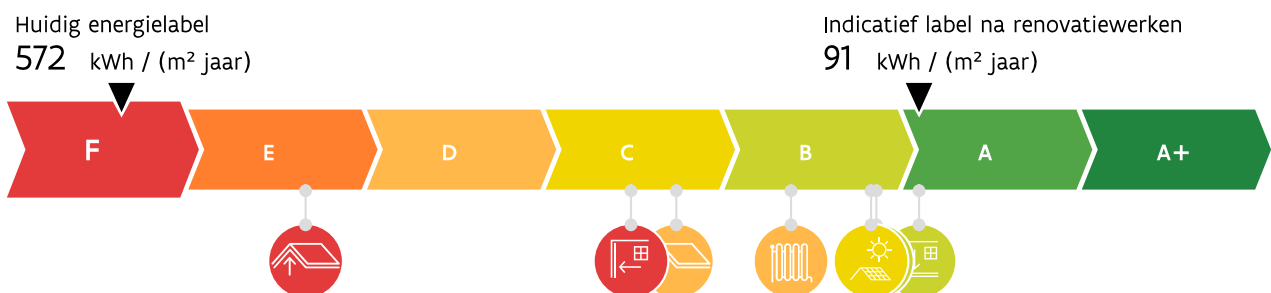 Huidig energielabel
572 kWh / (m² jaar)
Indicatief label na renovatiewerken
91 kWh / (m² jaar)
F E D C B A A+